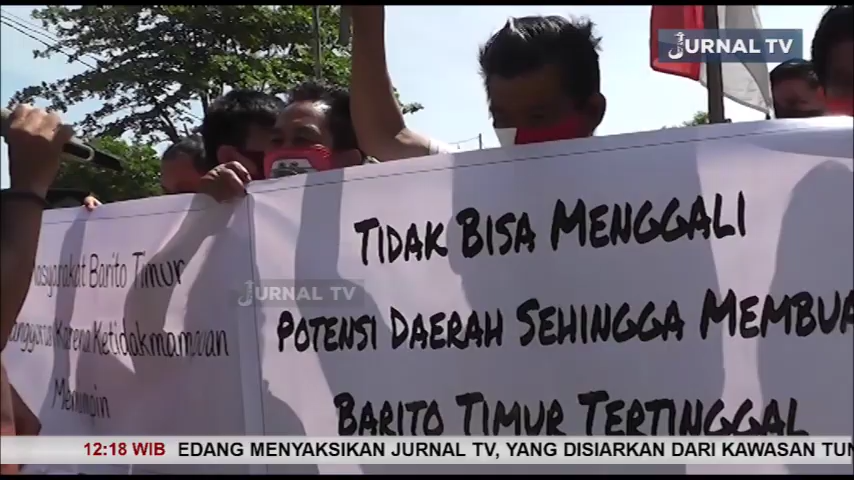 JURNAL TV
Masyarakat Barito Timur
Karena Ketidakmampuan
Memimpin
TIDAK BISA MENGGALI
POTENSI DAERAH SEHINGGA MEMBUA
BARITO TIMUR TERTINGGAL
JURNAL TV
12:18 WIB EDANG MENYAKSIKAN JURNAL TV, YANG DISIARKAN DARI KAWASAN TUN